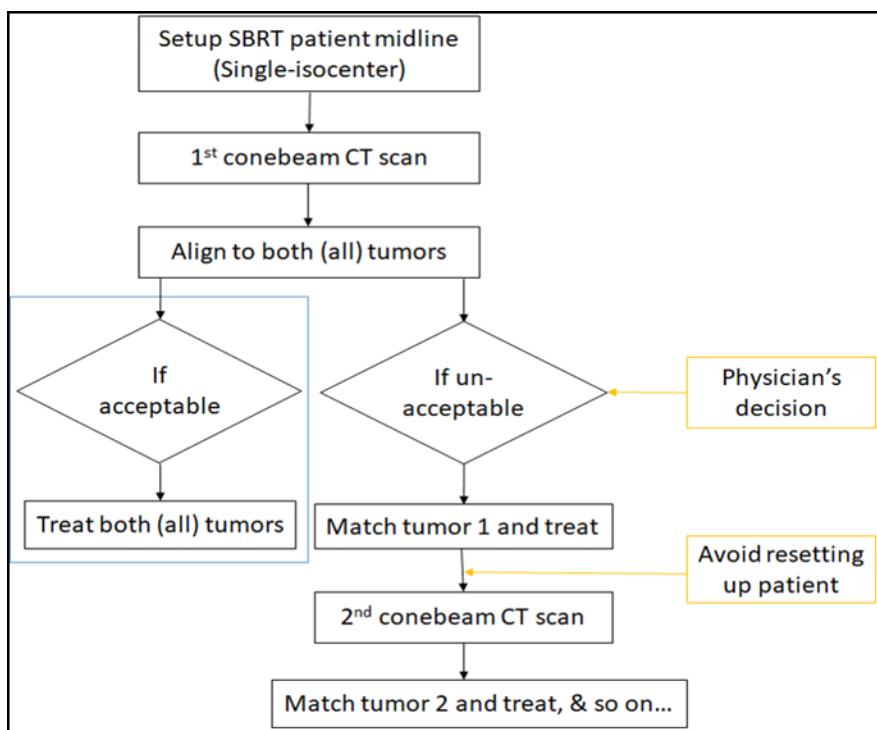 Setup SBRT patient midline
(Single-isocenter)
1st conebeam CT scan
Align to both (all) tumors
If
acceptable
If un-
acceptable
Physician's
decision
Treat both (all) tumors
Match tumor 1 and treat
Avoid resetting
up patient
2nd conebeam CT scan
Match tumor 2 and treat, & so on...